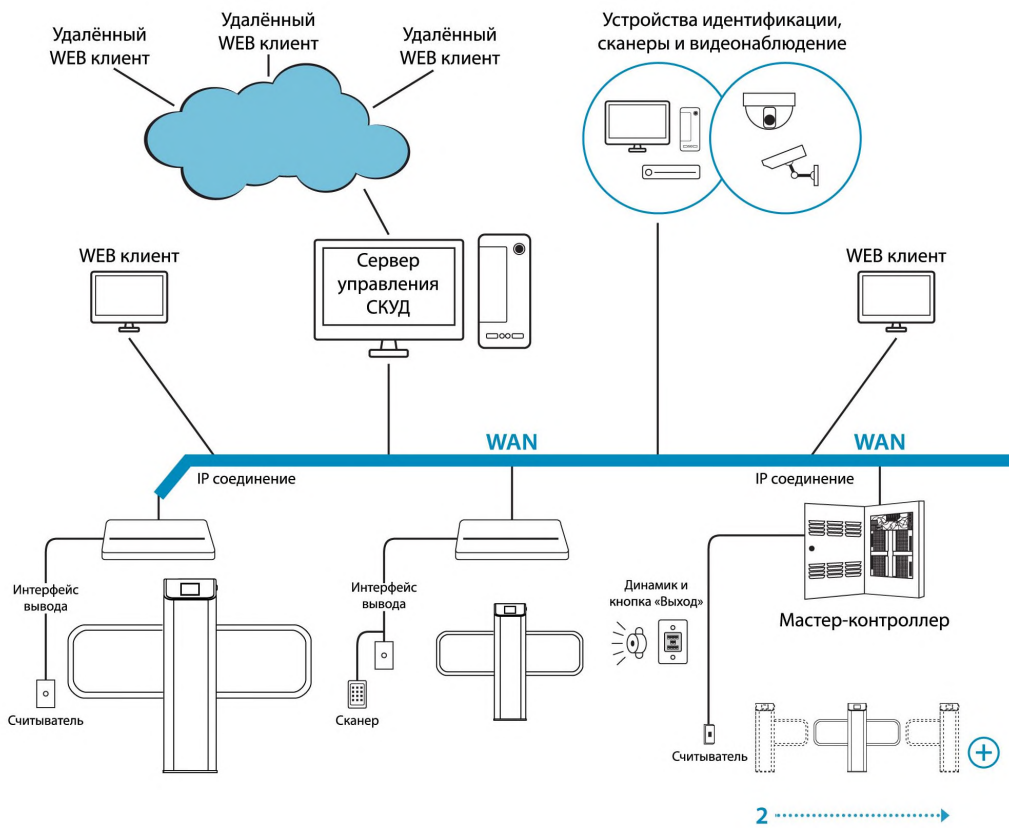 Удалённый
WEB клиент
Удалённый
WEB клиент
Удалённый
WEB клиент
Устройства идентификации,
сканеры и видеонаблюдение
WEB клиент
Сервер
управления
СКУД
WEB клиент
WAN
WAN
IP соединение
IP соединение
Интерфейс
вывода
Интерфейс
вывода
Динамик и
кнопка «Выход»
Мастер-контроллер
Считыватель
Сканер
Считыватель
2